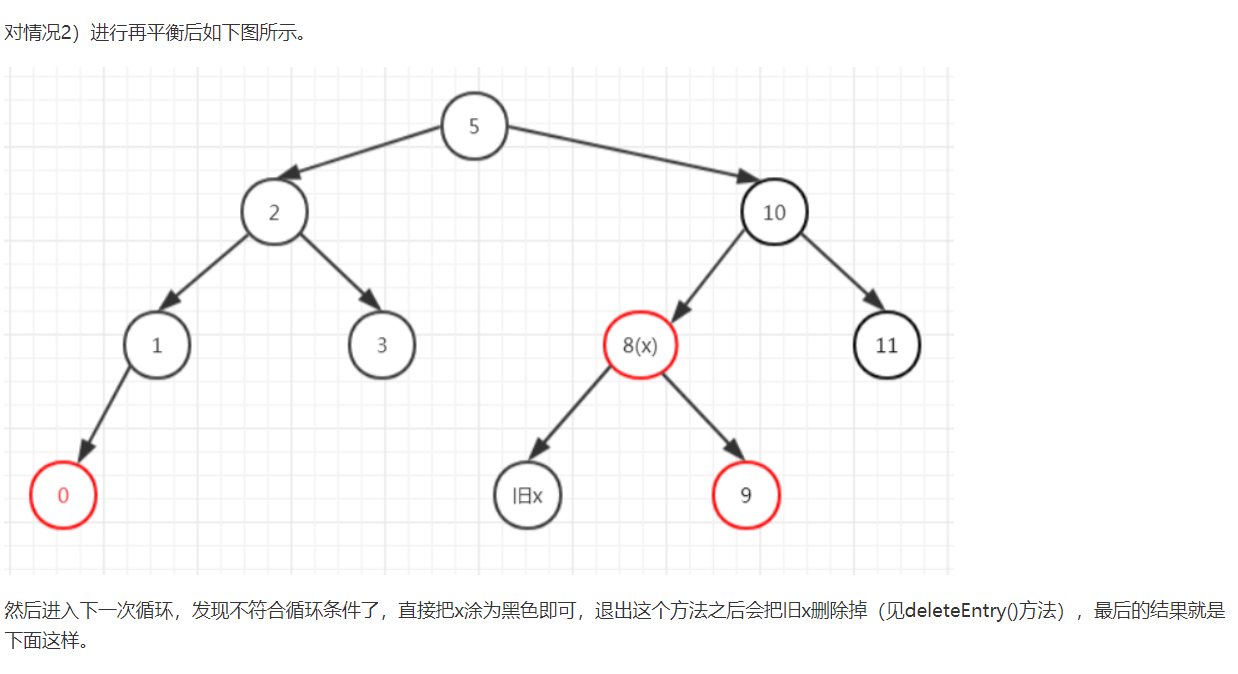 对情况2）进行再平衡后如下图所示。
5
2
10
1
3
8(x)
11
0
旧x
9
然后进入下一次循环，发现不符合循环条件了，直接把x涂为黑色即可，退出这个方法之后会把旧x删除掉（见deleteEntry()方法），最后的结果就是
下面这样。